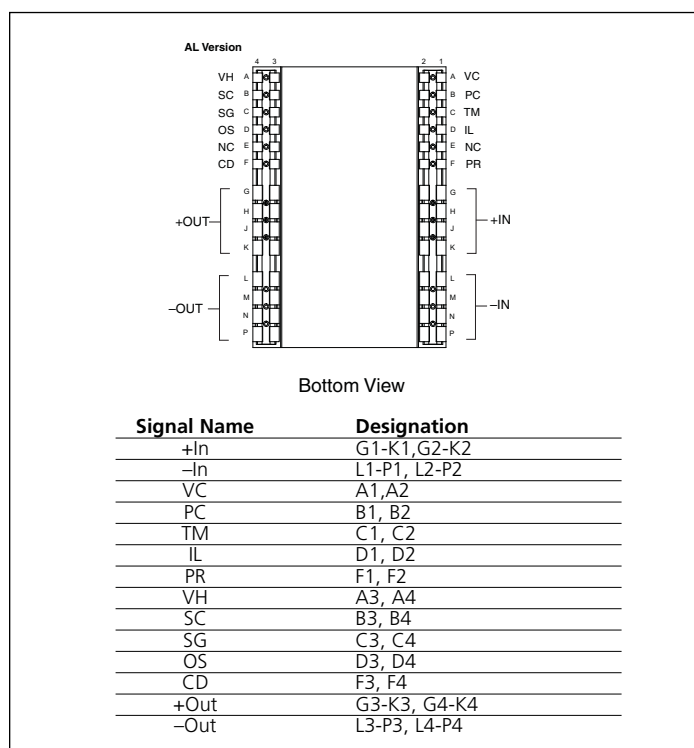 AL Version
4 3 2 1
VH A A VC
SC B B PC
SG C C TM
OS D D IL
NC E E NC
CD F F PR
G G
H H
+OUT +IN
J J
K K
L L
M M
–OUT –IN
N N
P P
Bottom View
Signal Name Designation
+In G1-K1,G2-K2
–In L1-P1, L2-P2
VC A1,A2
PC B1, B2
TM C1, C2
IL D1, D2
PR F1, F2
VH A3, A4
SC B3, B4
SG C3, C4
OS D3, D4
CD F3, F4
+Out G3-K3, G4-K4
–Out L3-P3, L4-P4